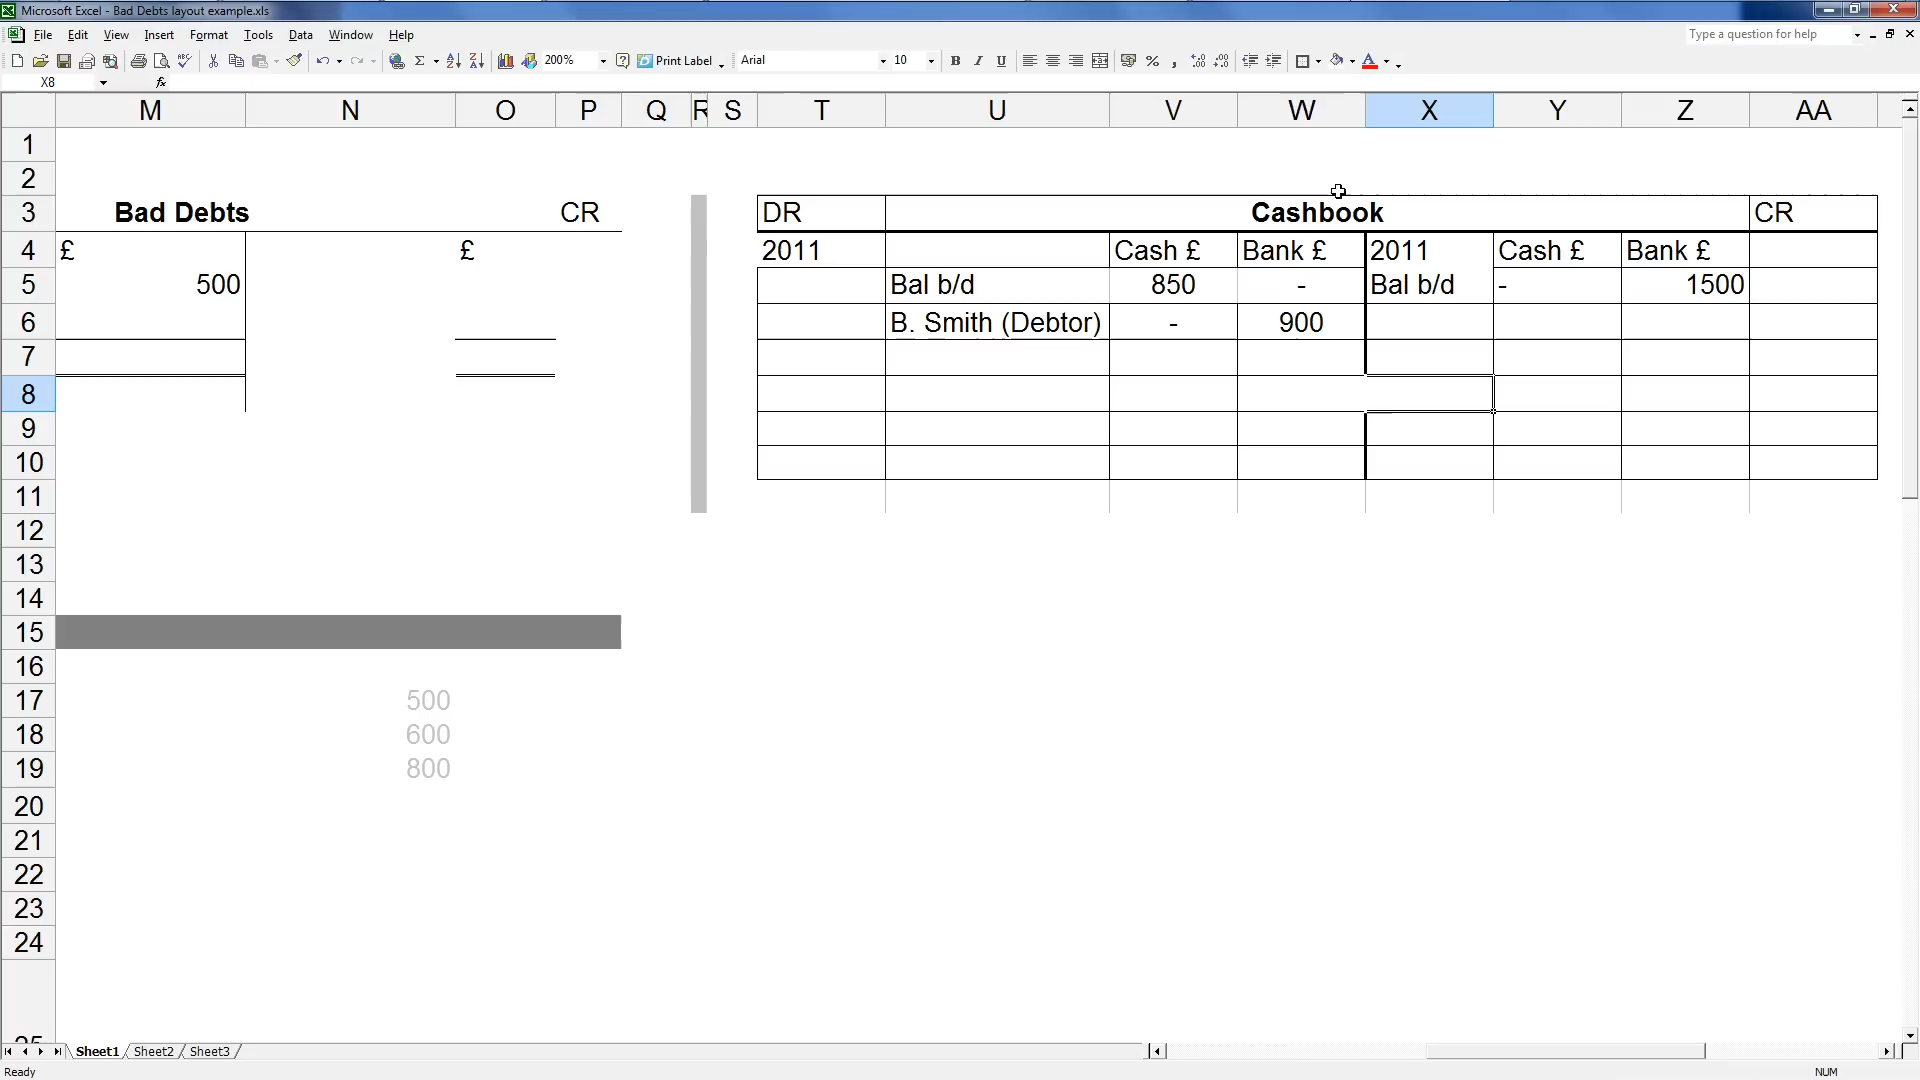 Microsoft Excel - Bad Debts layout example.xls
File Edit View Insert Format Tools Data Window Help
Type a question for help
200% Print Label Arial 10 B I U
X8 fx
M N O P Q R S T U V W X Y Z AA
1
2
3 Bad Debts CR DR Cashbook CR
4 £ £ 2011 Cash £ Bank £ 2011 Cash £ Bank £
5 500 Bal b/d 850 - Bal b/d - 1500
6 B. Smith (Debtor) - 900
7
8
9
10
11
12
13
14
15
16
17 500
18 600
19 800
20
21
22
23
24
25
Sheet1 Sheet2 Sheet3
Ready NUM